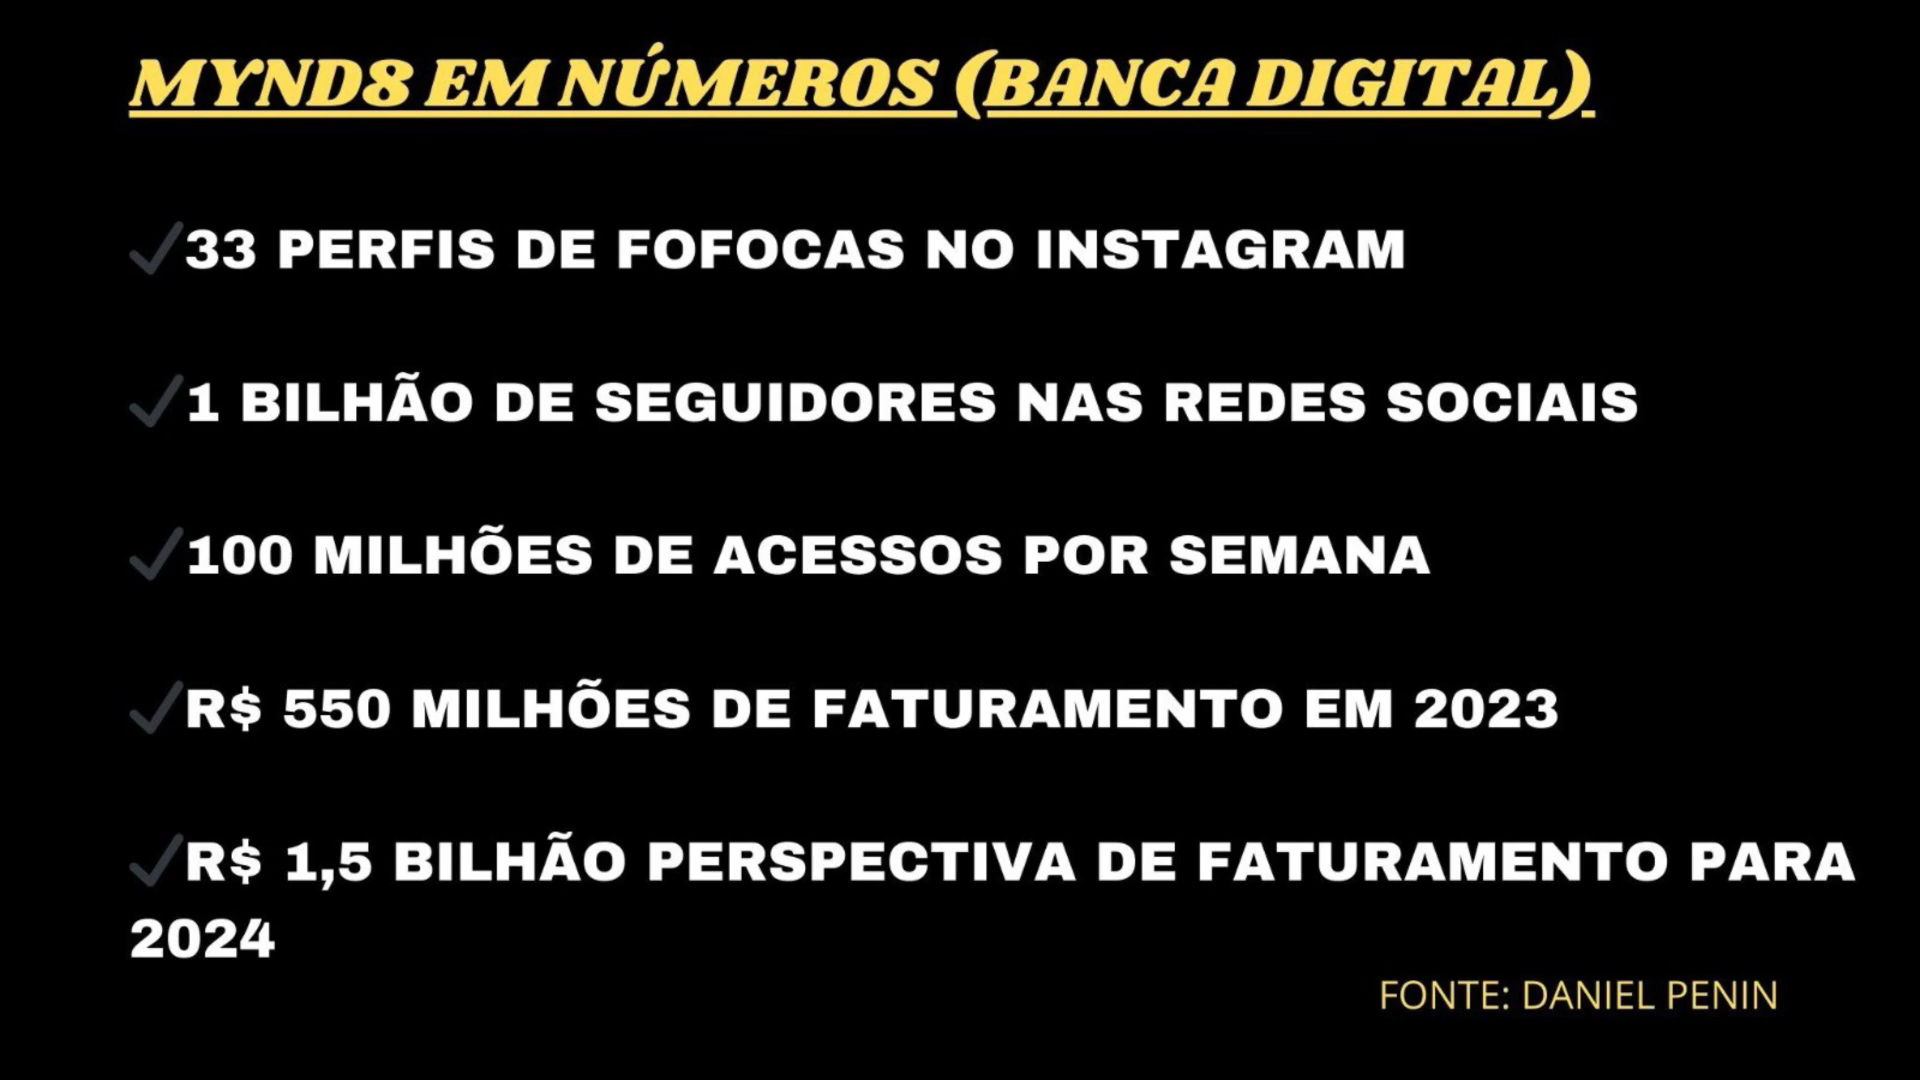 MYND8 EM NÚMEROS (BANCA DIGITAL)
✔33 PERFIS DE FOFOCAS NO INSTAGRAM
✔1 BILHÃO DE SEGUIDORES NAS REDES SOCIAIS
✔100 MILHÕES DE ACESSOS POR SEMANA
✔R$ 550 MILHÕES DE FATURAMENTO EM 2023
✔R$ 1,5 BILHÃO PERSPECTIVA DE FATURAMENTO PARA
2024
FONTE: DANIEL PENIN